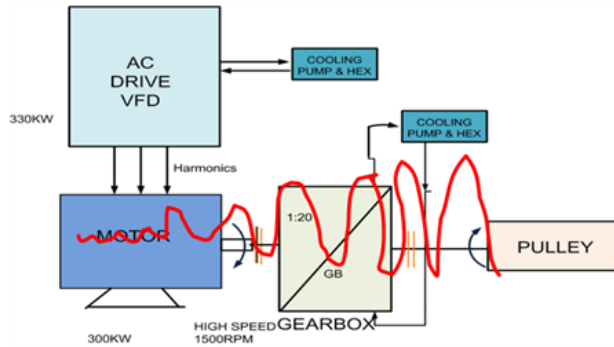 AC
DRIVE
VFD
COOLING
PUMP & HEX
330KW
COOLING
PUMP & HEX
Harmonics
MOTOR
1:20
GB
PULLEY
300KW
HIGH SPEED
1500RPM
GEARBOX